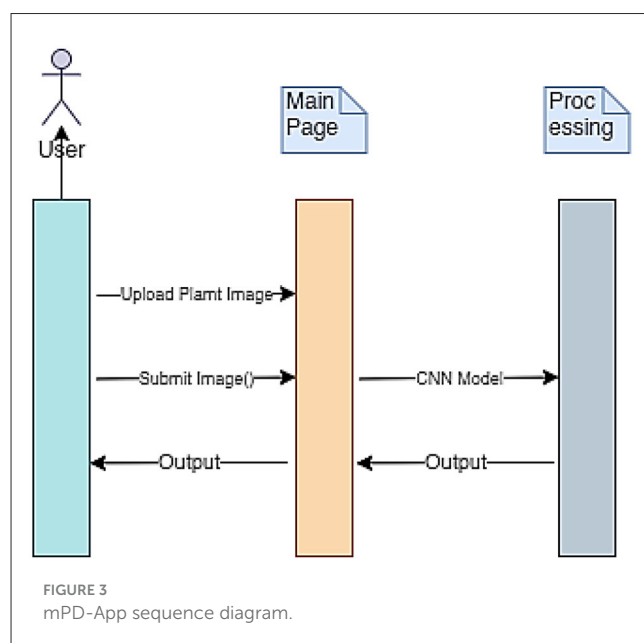 Main
Page
Proc
essing
User
Upload Plamt Image
Submit Image()
CNN Model
Output
Output
FIGURE 3
mPD-App sequence diagram.